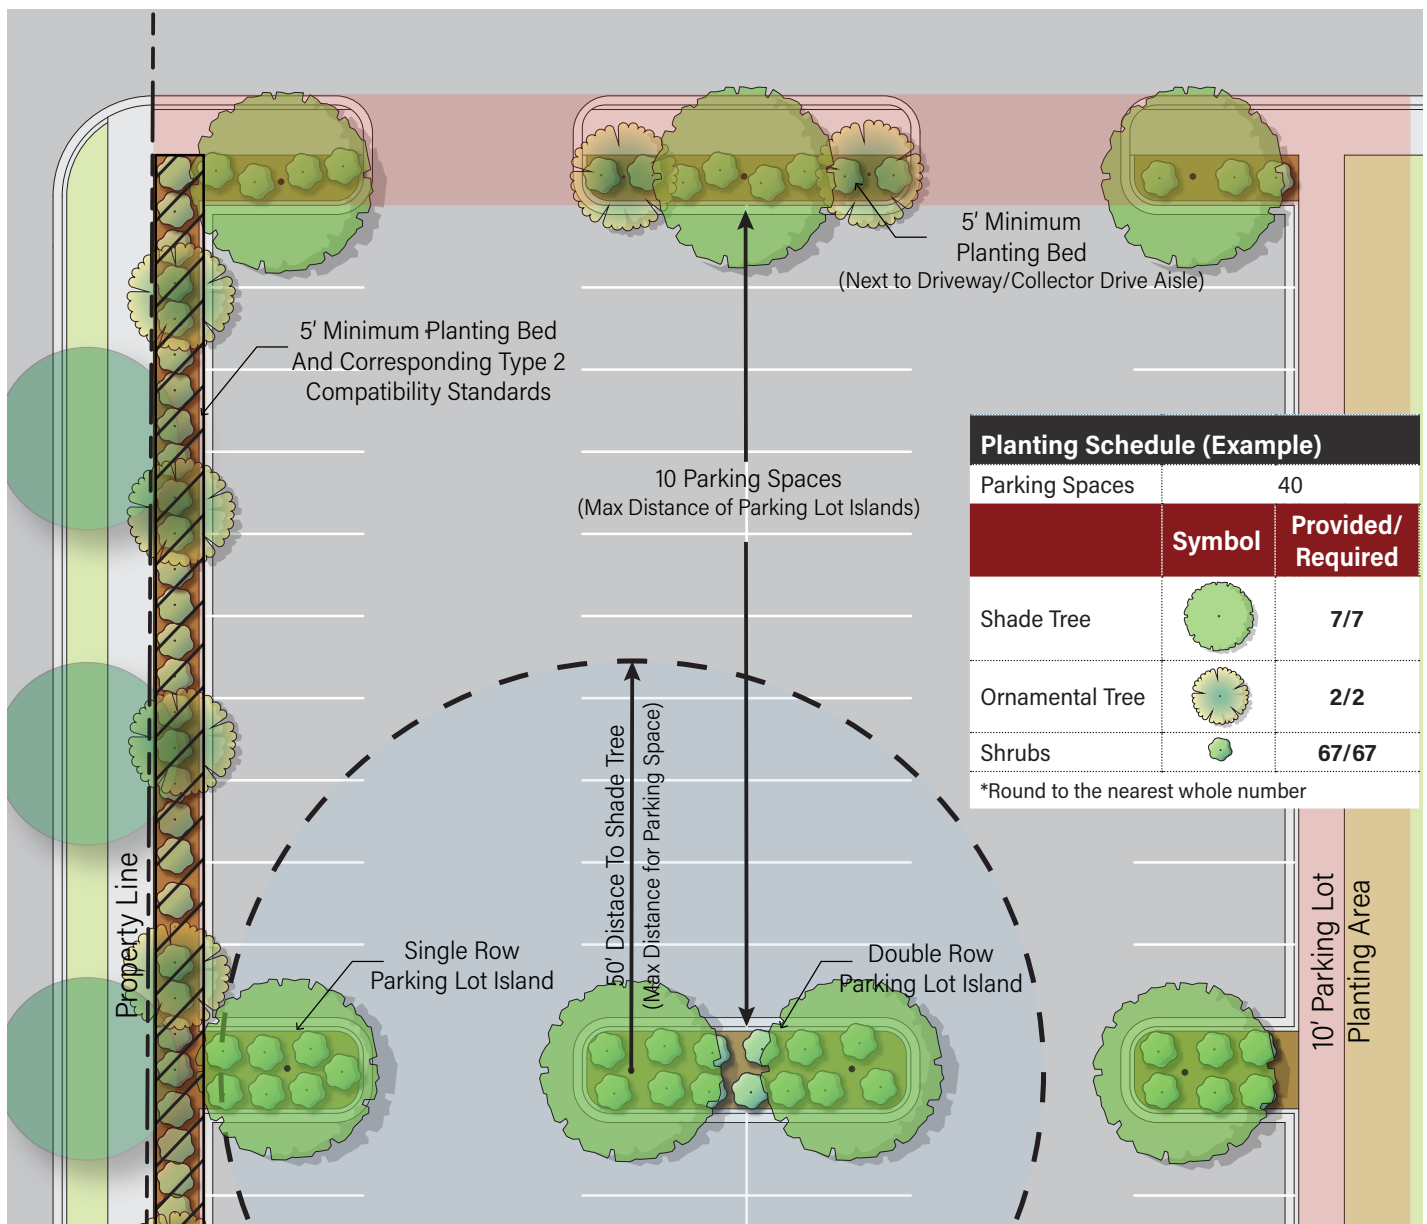 5' Minimum
Planting Bed
(Next to Driveway/Collector Drive Aisle)
5' Minimum Planting Bed
And Corresponding Type 2
Compatibility Standards
10 Parking Spaces
(Max Distance of Parking Lot Islands)
Planting Schedule (Example)
Parking Spaces 40
Symbol Provided/
Required
Shade Tree 7/7
Ornamental Tree 2/2
Shrubs 67/67
*Round to the nearest whole number
50' Distace To Shade Tree
(Max Distance for Parking Space)
Property Line
Single Row
Parking Lot Island
Double Row
Parking Lot Island
10' Parking Lot
Planting Area